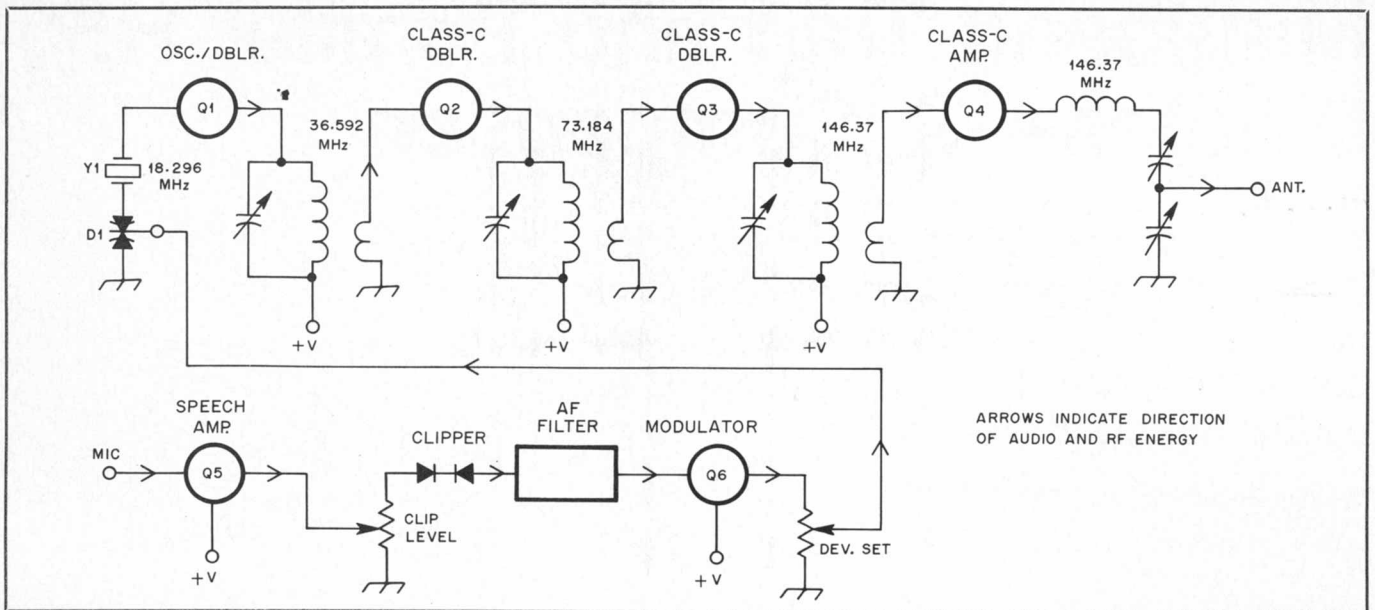 OSC./DBLR.
CLASS-C
DBLR.
CLASS-C
DBLR.
CLASS-C
AMP.
Q1
Q2
Q3
Q4
146.37
MHz
36.592
MHz
73.184
MHz
146.37
MHz
Y1
18.296
MHz
D1
ANT.
+V
+V
+V
SPEECH
AMP.
MIC
Q5
+V
CLIP
LEVEL
CLIPPER
AF
FILTER
MODULATOR
Q6
+V
DEV. SET
ARROWS INDICATE DIRECTION
OF AUDIO AND RF ENERGY